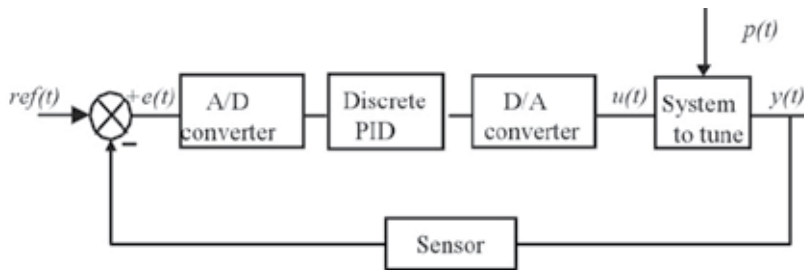 p(t)
ref(t)
+e(t)
A/D
converter
Discrete
PID
D/A
converter
u(t)
System
to tune
y(t)
-
Sensor